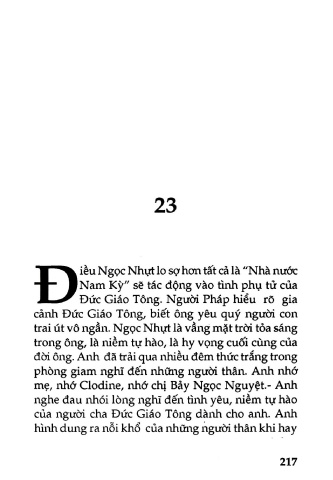 23
Điều Ngọc Nhựt lo sợ hơn tất cả là "Nhà nước
Nam Kỳ" sẽ tác động vào tình phụ tử của
Đức Giáo Tông. Người Pháp hiểu rõ gia
cảnh Đức Giáo Tông, biết ông yêu quý người con
trai út vô ngần. Ngọc Nhựt là vầng mặt trời tỏa sáng
trong ông, là niềm tự hào, là hy vọng cuối cùng của
đời ông. Anh đã trải qua nhiều đêm thức trắng trong
phòng giam nghĩ đến những người thân. Anh nhớ
mẹ, nhớ Clodine, nhớ chị Bảy Ngọc Nguyệt.- Anh
nghe đau nhói lòng nghĩ đến tình yêu, niềm tự hào
của người cha Đức Giáo Tông dành cho anh. Anh
hình dung ra nỗi khổ của những người thân khi hay
217